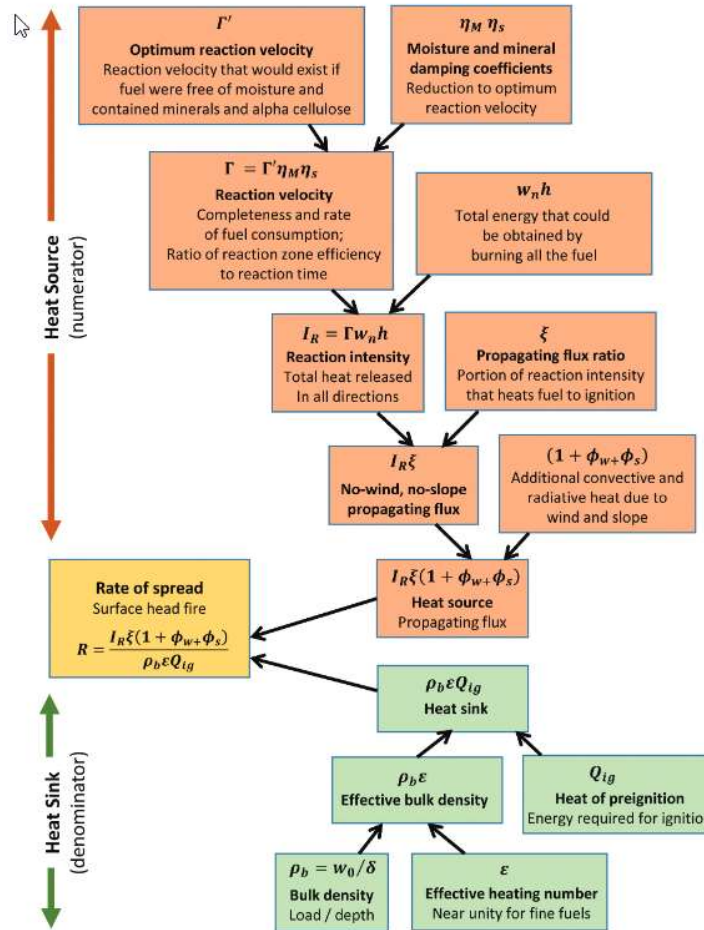 Γ′
Optimum reaction velocity
Reaction velocity that would exist if
fuel were free of moisture and
contained minerals and alpha cellulose
η_M η_s
Moisture and mineral
damping coefficients
Reduction to optimum
reaction velocity
Γ = Γ′η_Mη_s
Reaction velocity
Completeness and rate
of fuel consumption;
Ratio of reaction zone efficiency
to reaction time
w_n h
Total energy that could
be obtained by
burning all the fuel
Heat Source
(numerator)
I_R = Γw_n h
Reaction intensity
Total heat released
In all directions
ξ
Propagating flux ratio
Portion of reaction intensity
that heats fuel to ignition
I_Rξ
No-wind, no-slope
propagating flux
(1 + ϕ_w+ϕ_s)
Additional convective and
radiative heat due to
wind and slope
I_Rξ(1 + ϕ_w+ϕ_s)
Heat source
Propagating flux
Rate of spread
Surface head fire
R = I_Rξ(1 + ϕ_w+ϕ_s) / ρ_bεQ_ig
ρ_bεQ_ig
Heat sink
Heat Sink
(denominator)
ρ_bε
Effective bulk density
Q_ig
Heat of preignition
Energy required for ignitio
ρ_b = w_0/δ
Bulk density
Load / depth
ε
Effective heating number
Near unity for fine fuels